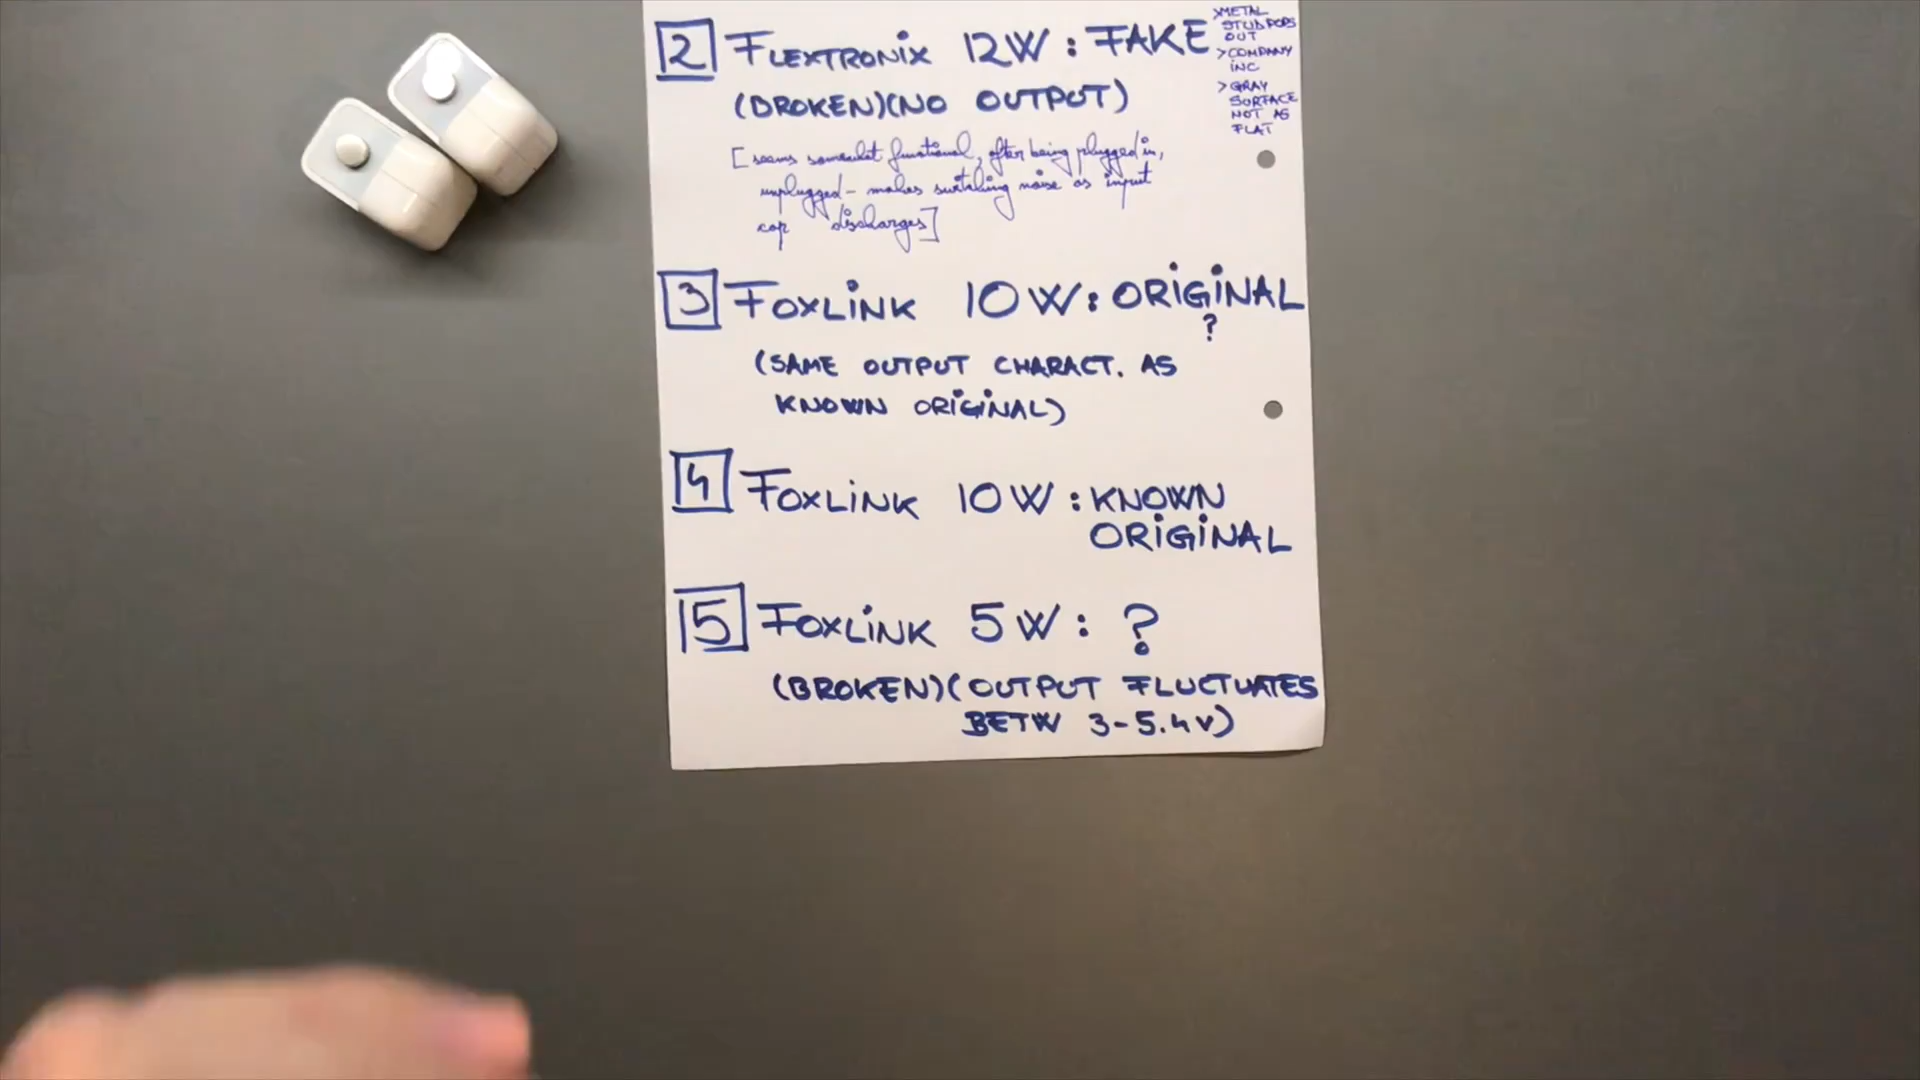 2 FLEXTRONIX 12W: FAKE
(BROKEN)(NO OUTPUT)
>METAL
STUD POPS
OUT
>COMPANY
INC
>GRAY
SURFACE
NOT AS
FLAT
[seems somewhat functional, after being plugged in,
unplugged - makes switching noise as input
cap discharges]
3 FOXLINK 10W: ORIGINAL
?
(SAME OUTPUT CHARACT. AS
KNOWN ORIGINAL)
4 FOXLINK 10W: KNOWN
ORIGINAL
5 FOXLINK 5W: ?
(BROKEN)(OUTPUT FLUCTUATES
BETW 3-5.4V)